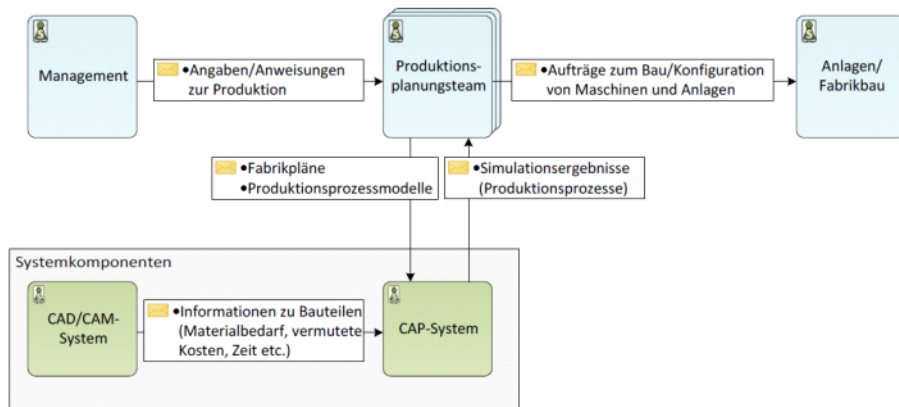 Management
•Angaben/Anweisungen
zur Produktion
Produktions-
planungsteam
•Aufträge zum Bau/Konfiguration
von Maschinen und Anlagen
Anlagen/
Fabrikbau
•Fabrikpläne
•Produktionsprozessmodelle
•Simulationsergebnisse
(Produktionsprozesse)
Systemkomponenten
CAD/CAM-
System
•Informationen zu Bauteilen
(Materialbedarf, vermutete
Kosten, Zeit etc.)
CAP-System